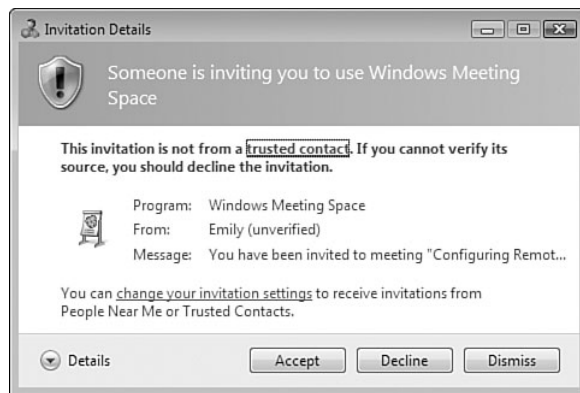 Invitation Details
Someone is inviting you to use Windows Meeting
Space
This invitation is not from a trusted contact. If you cannot verify its
source, you should decline the invitation.
Program: Windows Meeting Space
From: Emily (unverified)
Message: You have been invited to meeting "Configuring Remot...
You can change your invitation settings to receive invitations from
People Near Me or Trusted Contacts.
Details Accept Decline Dismiss